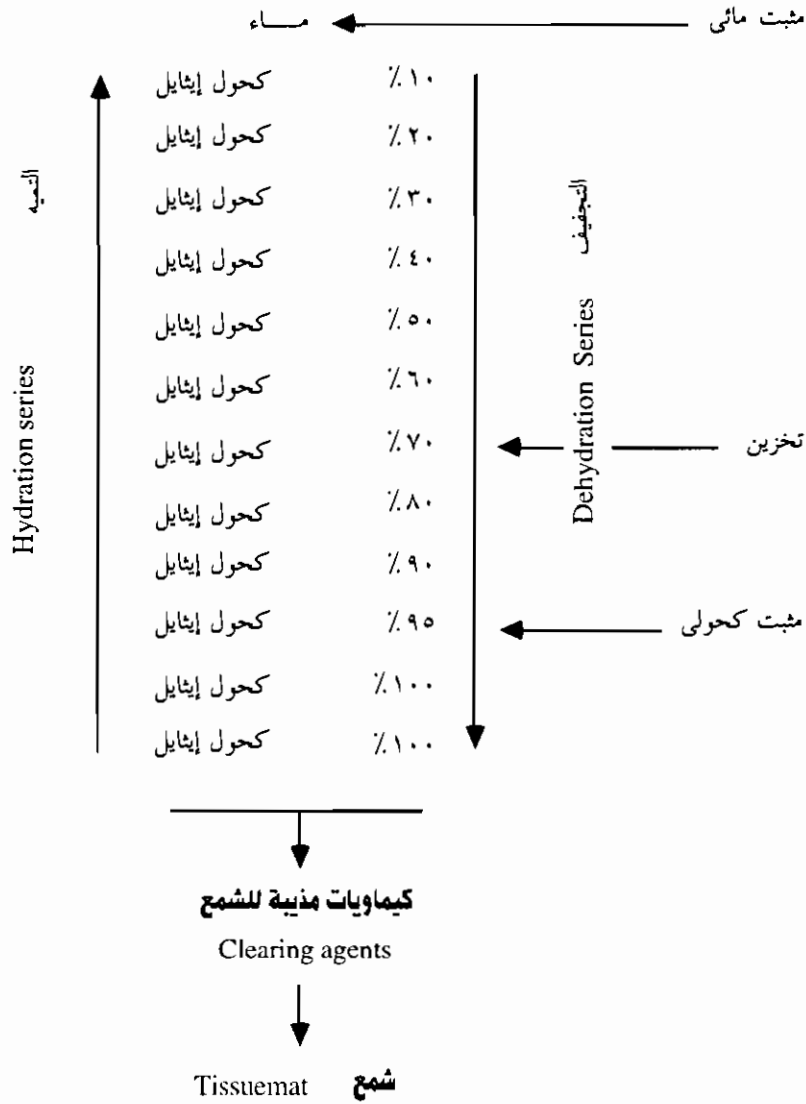 مثبت مائى
مـــاء
٪١٠ كحول إيثايل
٪٢٠ كحول إيثايل
٪٣٠ كحول إيثايل
٪٤٠ كحول إيثايل
٪٥٠ كحول إيثايل
٪٦٠ كحول إيثايل
٪٧٠ كحول إيثايل
٪٨٠ كحول إيثايل
٪٩٠ كحول إيثايل
٪٩٥ كحول إيثايل
٪١٠٠ كحول إيثايل
٪١٠٠ كحول إيثايل
التجفيف
Dehydration Series
تخزين
مثبت كحولى
التميه
Hydration series
كيماويات مذيبة للشمع
Clearing agents
شمع Tissuemat